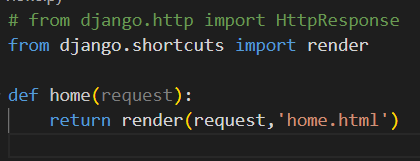 # from django.http import HttpResponse
from django.shortcuts import render
def home(request):
    return render(request,'home.html')